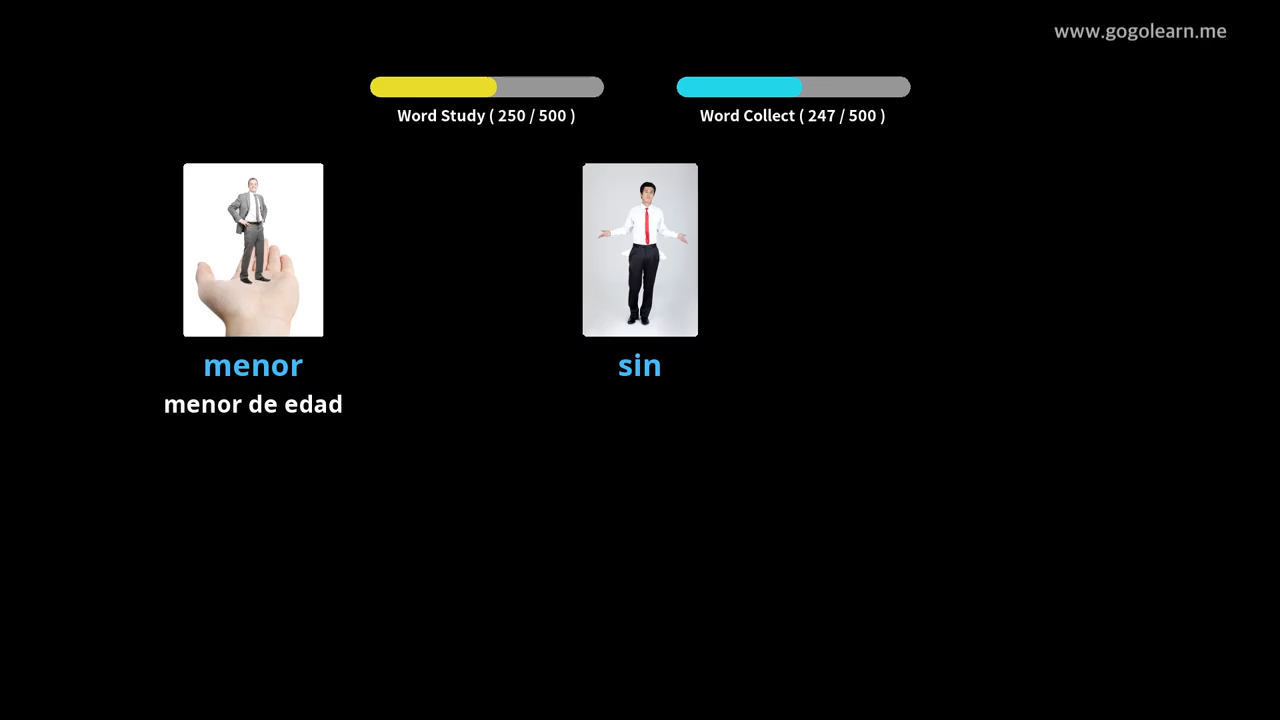 www.gogolearn.me
Word Study ( 250 / 500 )
Word Collect ( 247 / 500 )
menor
menor de edad
sin